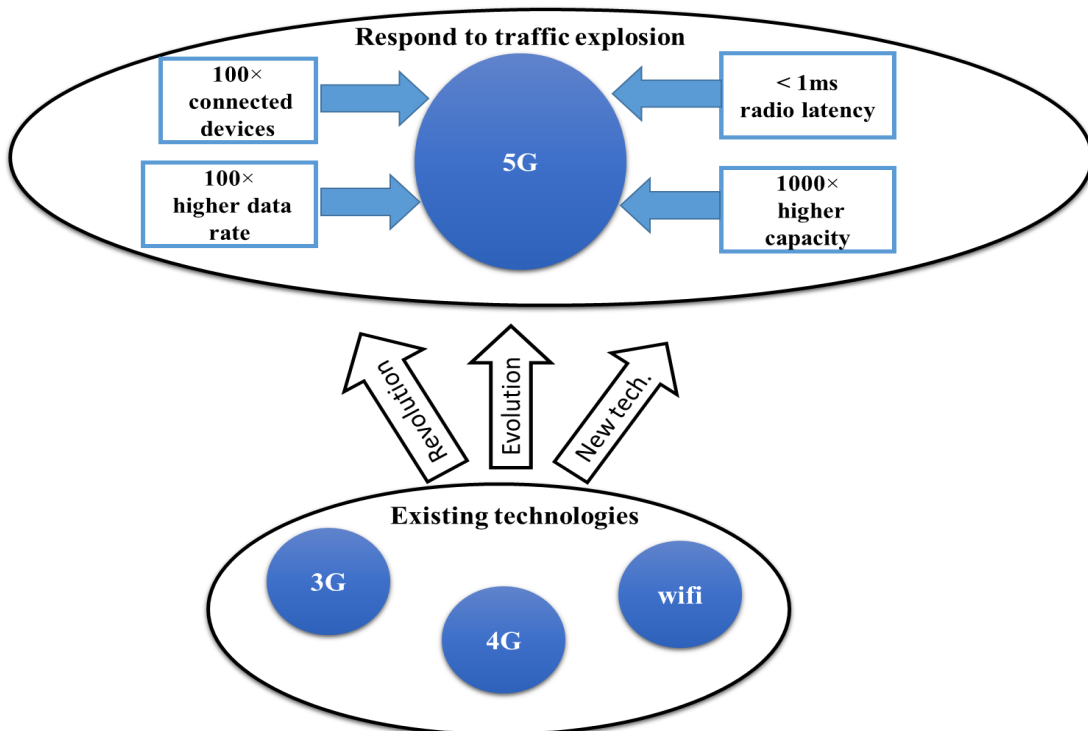 Respond to traffic explosion
100×
connected
devices
< 1ms
radio latency
5G
100×
higher data
rate
1000×
higher
capacity
Revolution
Evolution
New tech.
Existing technologies
3G
4G
wifi